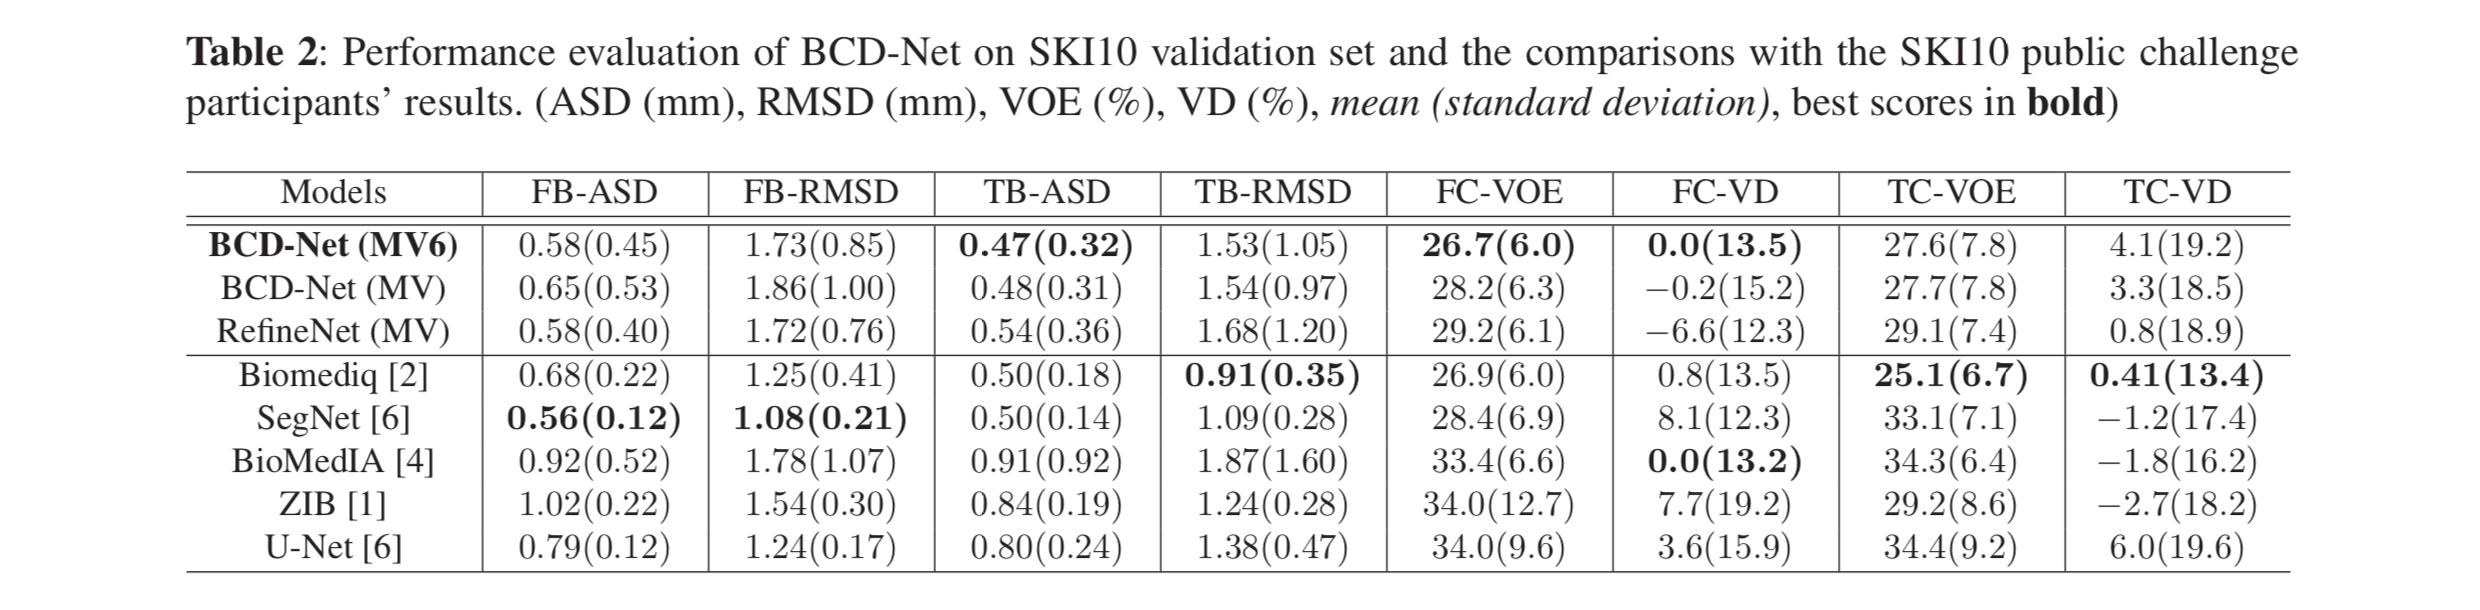 Table 2: Performance evaluation of BCD-Net on SKI10 validation set and the comparisons with the SKI10 public challenge
participants’ results. (ASD (mm), RMSD (mm), VOE (%), VD (%), mean (standard deviation), best scores in bold)
Models FB-ASD FB-RMSD TB-ASD TB-RMSD FC-VOE FC-VD TC-VOE TC-VD
BCD-Net (MV6) 0.58(0.45) 1.73(0.85) 0.47(0.32) 1.53(1.05) 26.7(6.0) 0.0(13.5) 27.6(7.8) 4.1(19.2)
BCD-Net (MV) 0.65(0.53) 1.86(1.00) 0.48(0.31) 1.54(0.97) 28.2(6.3) −0.2(15.2) 27.7(7.8) 3.3(18.5)
RefineNet (MV) 0.58(0.40) 1.72(0.76) 0.54(0.36) 1.68(1.20) 29.2(6.1) −6.6(12.3) 29.1(7.4) 0.8(18.9)
Biomediq [2] 0.68(0.22) 1.25(0.41) 0.50(0.18) 0.91(0.35) 26.9(6.0) 0.8(13.5) 25.1(6.7) 0.41(13.4)
SegNet [6] 0.56(0.12) 1.08(0.21) 0.50(0.14) 1.09(0.28) 28.4(6.9) 8.1(12.3) 33.1(7.1) −1.2(17.4)
BioMedIA [4] 0.92(0.52) 1.78(1.07) 0.91(0.92) 1.87(1.60) 33.4(6.6) 0.0(13.2) 34.3(6.4) −1.8(16.2)
ZIB [1] 1.02(0.22) 1.54(0.30) 0.84(0.19) 1.24(0.28) 34.0(12.7) 7.7(19.2) 29.2(8.6) −2.7(18.2)
U-Net [6] 0.79(0.12) 1.24(0.17) 0.80(0.24) 1.38(0.47) 34.0(9.6) 3.6(15.9) 34.4(9.2) 6.0(19.6)